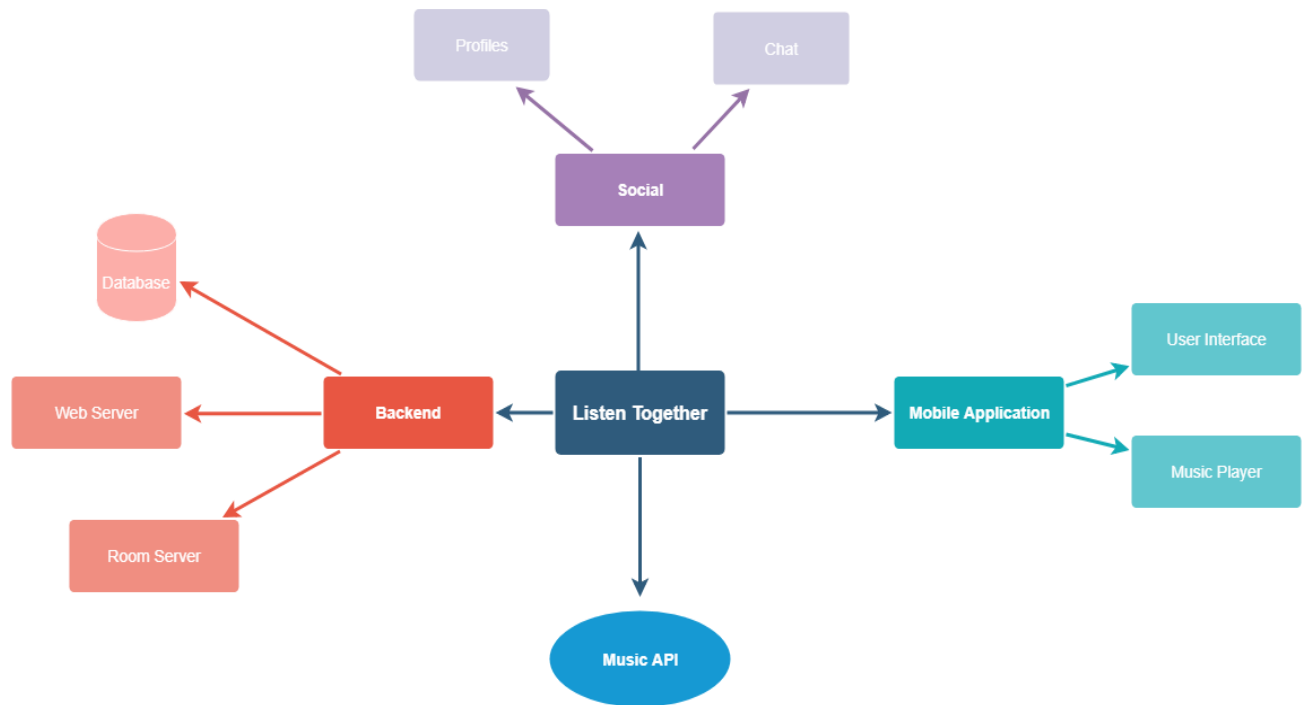 Profiles
Chat
Social
Database
User Interface
Web Server
Backend
Listen Together
Mobile Application
Music Player
Room Server
Music API